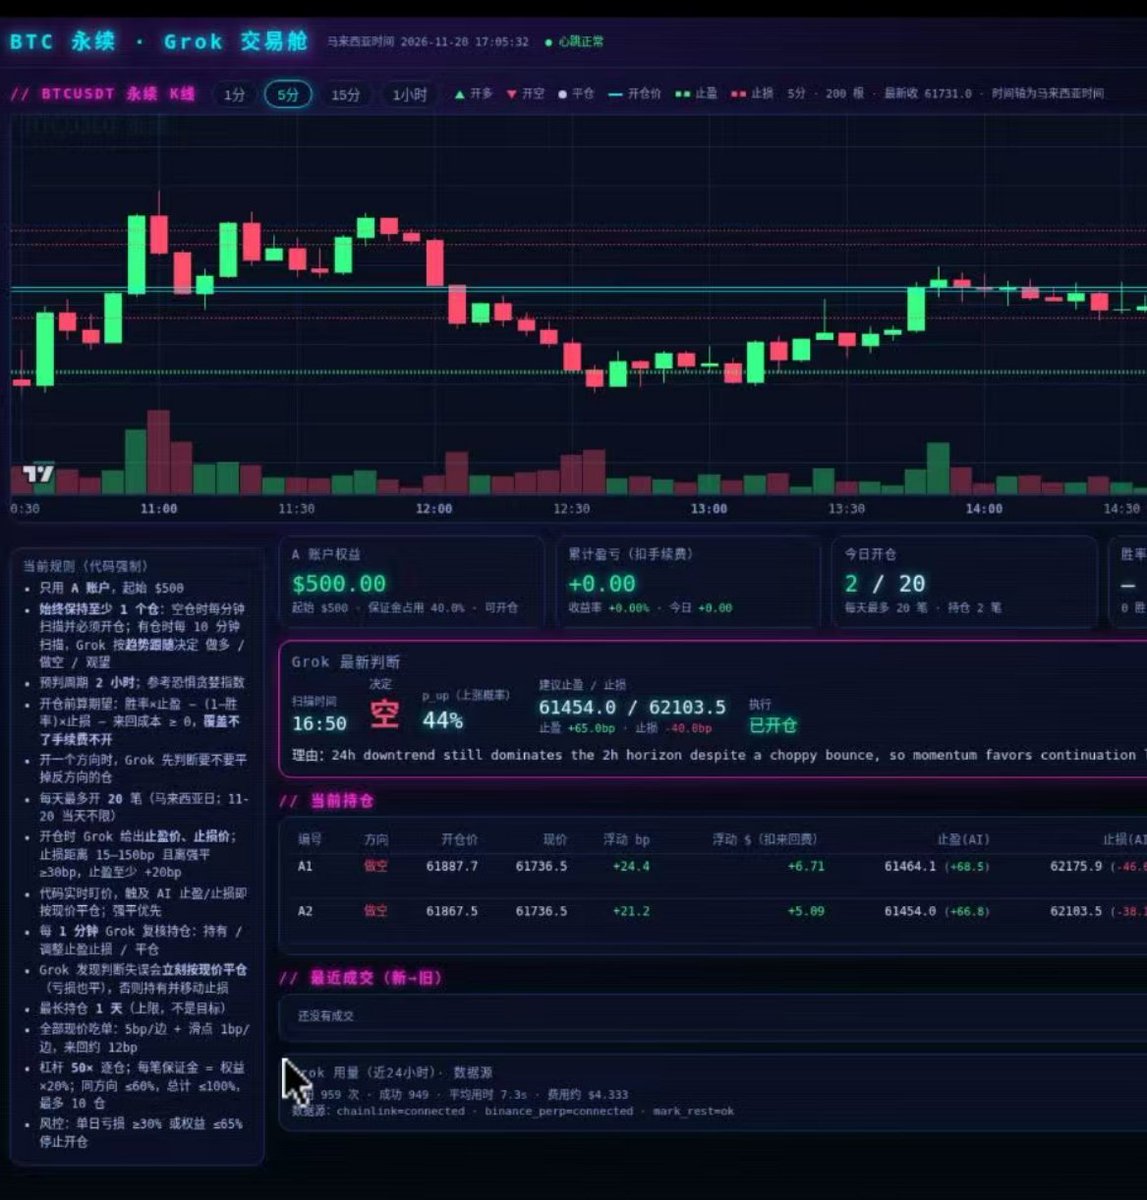 BTC 永续 · Grok 交易舱 马来西亚时间 2026-11-20 17:05:32 ● 心跳正常
// BTCUSDT 永续 K线 1分 5分 15分 1小时 ▲ 开多 ▼ 开空 ● 平仓 — 开仓价 ■■ 止盈 ■■ 止损 5分 · 200 根 · 最新收 61731.0 · 时间轴为马来西亚时间
0:30 11:00 11:30 12:00 12:30 13:00 13:30 14:00 14:30
当前规则（代码强制）
• 只用 A 账户，起始 $500
• 始终保持至少 1 个仓：空仓时每分钟
扫描并必须开仓；有仓时每 10 分钟
扫描，Grok 按趋势跟随决定 做多 /
做空 / 观望
• 预判周期 2 小时；参考恐惧贪婪指数
• 开仓前算期望：胜率×止盈 − (1−胜
率)×止损 − 来回成本 ≥ 0，覆盖不
了手续费不开
• 开一个方向时，Grok 先判断要不要平
掉反方向的仓
• 每天最多开 20 笔（马来西亚日；11-
20 当天不限）
• 开仓时 Grok 给出止盈价、止损价；
止损距离 15—150bp 且离强平
≥30bp，止盈至少 +20bp
• 代码实时盯价，触及 AI 止盈/止损即
按现价平仓；强平优先
• 每 1 分钟 Grok 复核持仓：持有 /
调整止盈止损 / 平仓
• Grok 发现判断失误会立刻按现价平仓
（亏损也平），否则持有并移动止损
• 最长持仓 1 天（上限，不是目标）
• 全部现价吃单：5bp/边 + 滑点 1bp/
边，来回约 12bp
• 杠杆 50× 逐仓；每笔保证金 = 权益
×20%；同方向 ≤60%，总计 ≤100%，
最多 10 仓
• 风控：单日亏损 ≥30% 或权益 ≤65%
停止开仓
A 账户权益
$500.00
起始 $500 · 保证金占用 40.0% · 可开仓
累计盈亏（扣手续费）
+0.00
收益率 +0.00% · 今日 +0.00
今日开仓
2 / 20
每天最多 20 笔 · 持仓 2 笔
胜率
—
0 胜
Grok 最新判断
扫描时间 决定 p_up（上涨概率） 建议止盈 / 止损 执行
16:50 空 44% 61454.0 / 62103.5 已开仓
止盈 +65.0bp · 止损 -40.0bp
理由：24h downtrend still dominates the 2h horizon despite a choppy bounce, so momentum favors continuation
// 当前持仓
编号 方向 开仓价 现价 浮动 bp 浮动 $（扣来回费） 止盈(AI) 止损(AI
A1 做空 61887.7 61736.5 +24.4 +6.71 61464.1 (+68.5) 62175.9 (-46.
A2 做空 61867.5 61736.5 +21.2 +5.09 61454.0 (+66.8) 62103.5 (-38.
// 最近成交（新→旧）
还没有成交
rok 用量（近24小时）· 数据源
959 次 · 成功 949 · 平均用时 7.3s · 费用约 $4.333
数据源：chainlink=connected · binance_perp=connected · mark_rest=ok